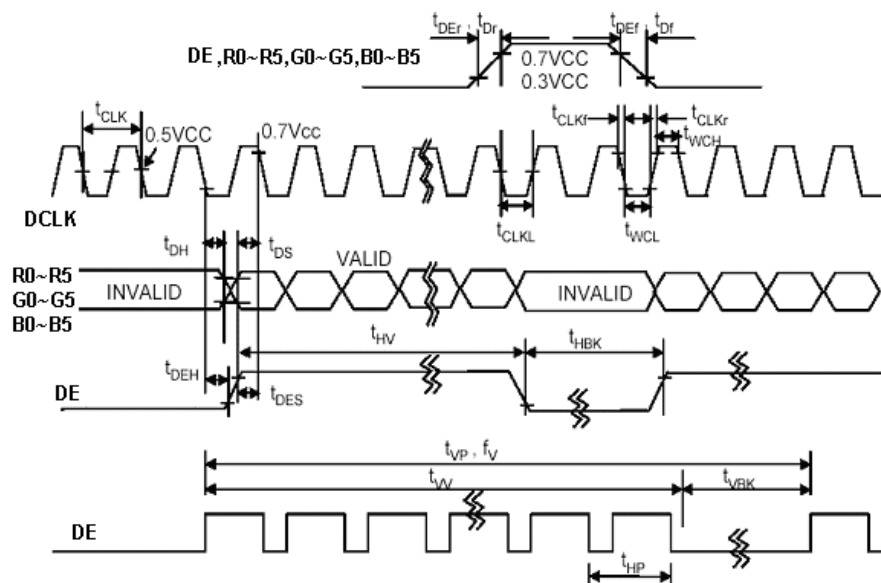 tDEr , tDr
tDEf , tDf
DE ,R0~R5,G0~G5,B0~B5
0.7VCC
0.3VCC
tCLK
0.5VCC
0.7Vcc
tCLKf
tCLKr
tWCH
DCLK
tCLKL
tWCL
tDH
tDS
VALID
R0~R5
G0~G5
B0~B5
INVALID
INVALID
tHV
tHBK
tDEH
tDES
DE
tVP , fV
tVV
tVBK
DE
tHP